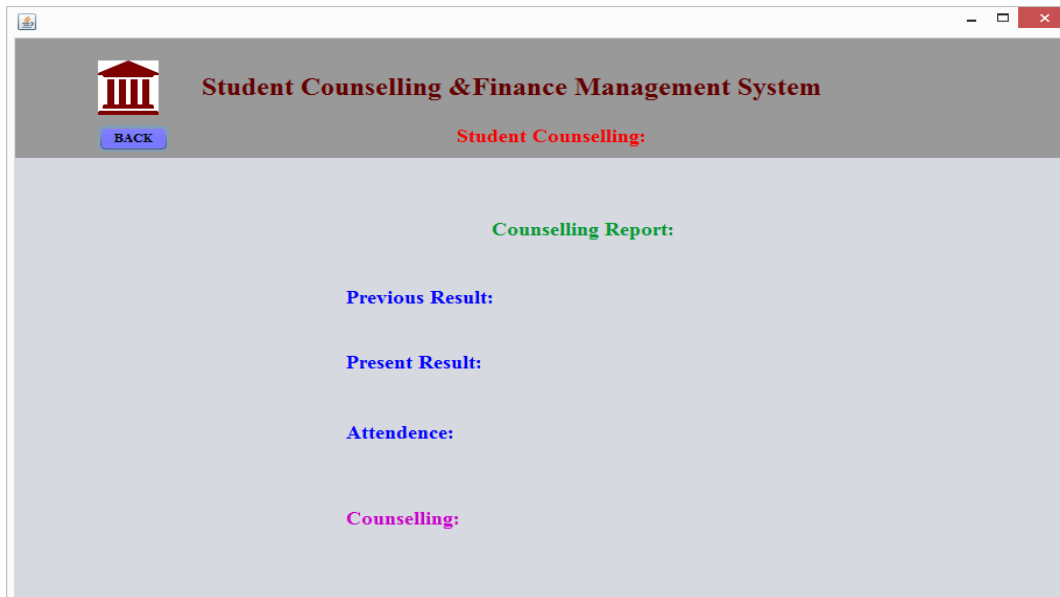 Student Counselling &Finance Management System
BACK
Student Counselling:
Counselling Report:
Previous Result:
Present Result:
Attendence:
Counselling: